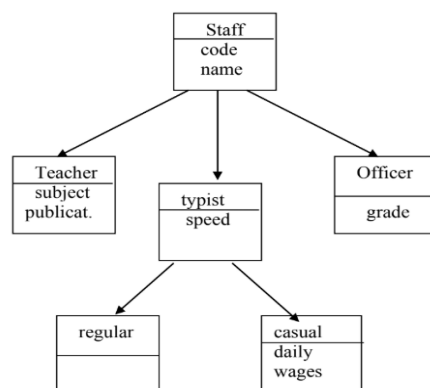 Staff
code
name
Teacher
subject
publicat.
typist
speed
Officer
grade
regular
casual
daily
wages